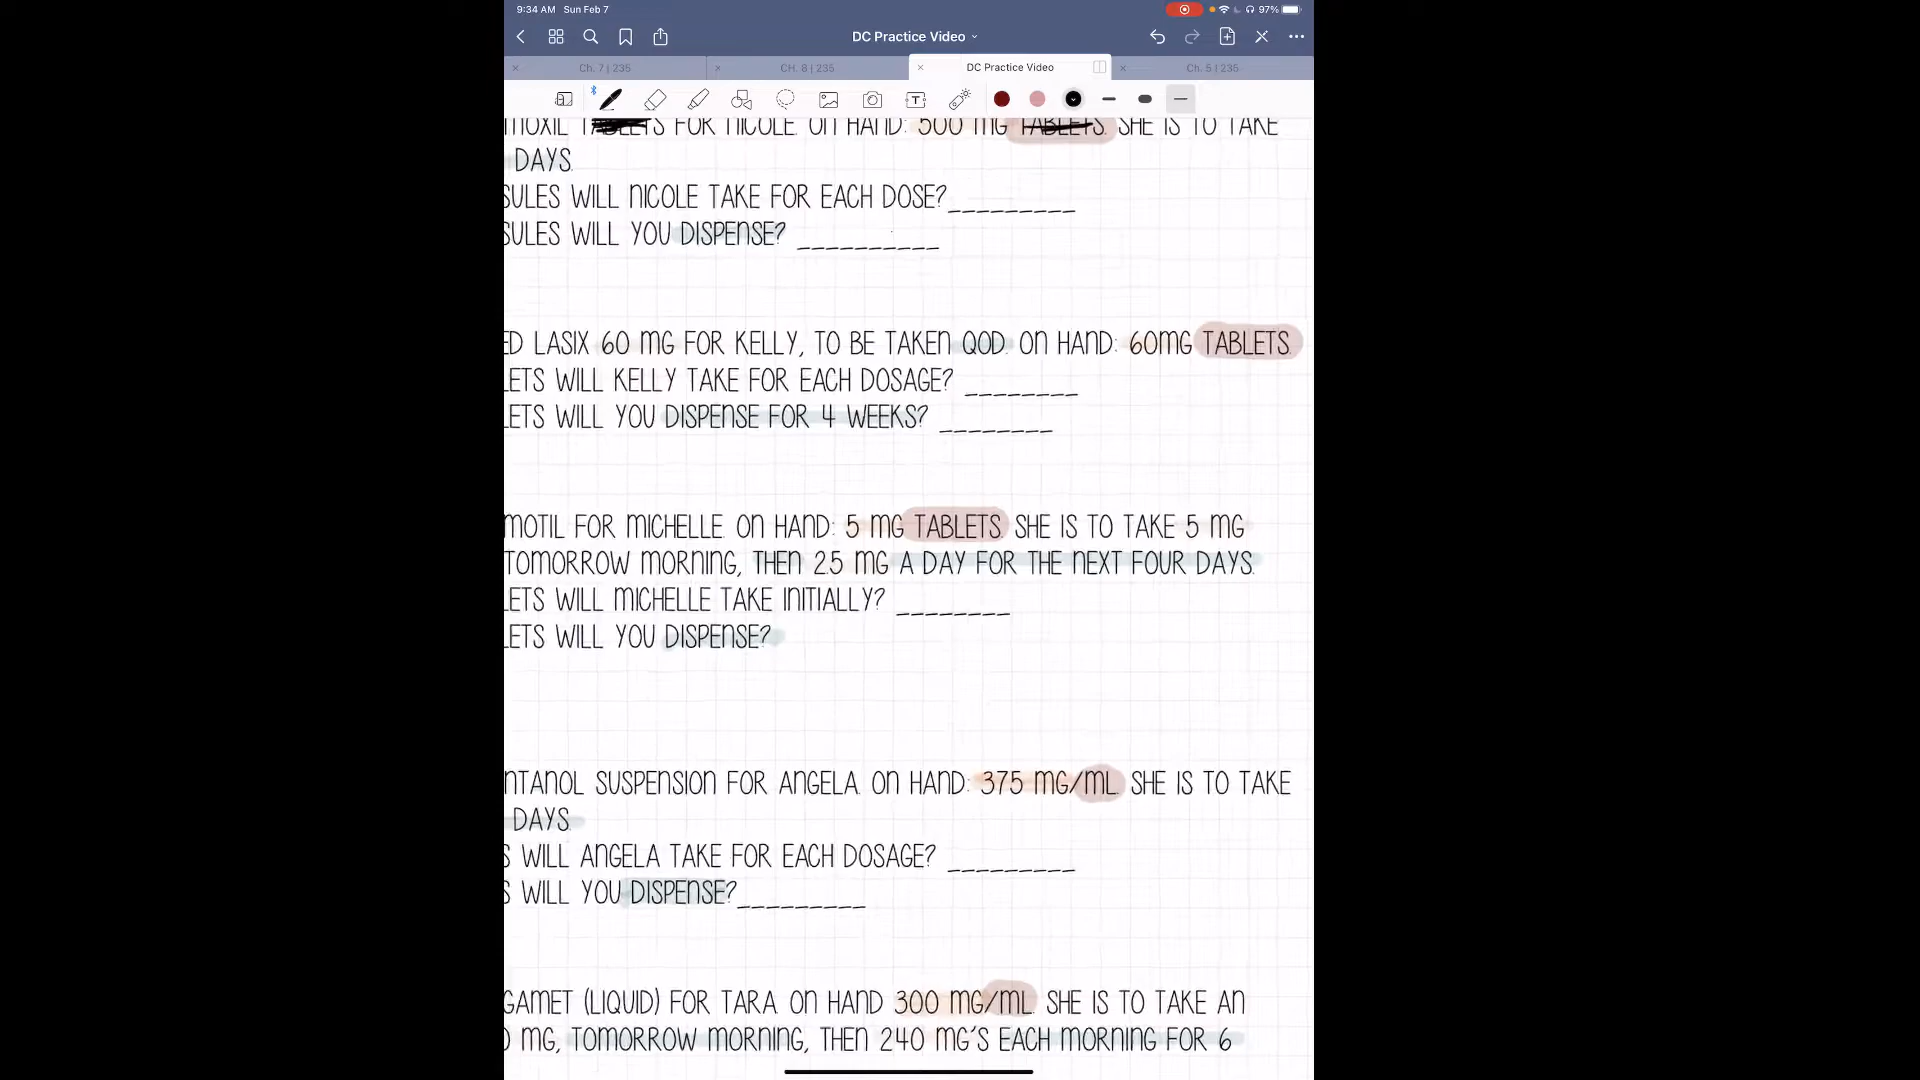 9:34 AM Sun Feb 7
97%
DC Practice Video
Ch. 7 | 235
CH. 8 | 235
DC Practice Video
Ch. 5 | 235
FOR NICOLE. ON HAND: 500 MG TABLETS. SHE IS TO TAKE
DAYS.
SULES WILL NICOLE TAKE FOR EACH DOSE?_________
SULES WILL YOU DISPENSE? __________
ED LASIX 60 MG FOR KELLY, TO BE TAKEN QOD. ON HAND: 60MG TABLETS.
LETS WILL KELLY TAKE FOR EACH DOSAGE? ________
LETS WILL YOU DISPENSE FOR 4 WEEKS? ________
MOTIL FOR MICHELLE. ON HAND: 5 MG TABLETS. SHE IS TO TAKE 5 MG
TOMORROW MORNING, THEN 2.5 MG A DAY FOR THE NEXT FOUR DAYS.
LETS WILL MICHELLE TAKE INITIALLY? ________
LETS WILL YOU DISPENSE?
NTANOL SUSPENSION FOR ANGELA. ON HAND: 375 MG/ML. SHE IS TO TAKE
DAYS.
S WILL ANGELA TAKE FOR EACH DOSAGE? _________
S WILL YOU DISPENSE?_________
GAMET (LIQUID) FOR TARA. ON HAND 300 MG/ML. SHE IS TO TAKE AN
0 MG, TOMORROW MORNING, THEN 240 MG'S EACH MORNING FOR 6